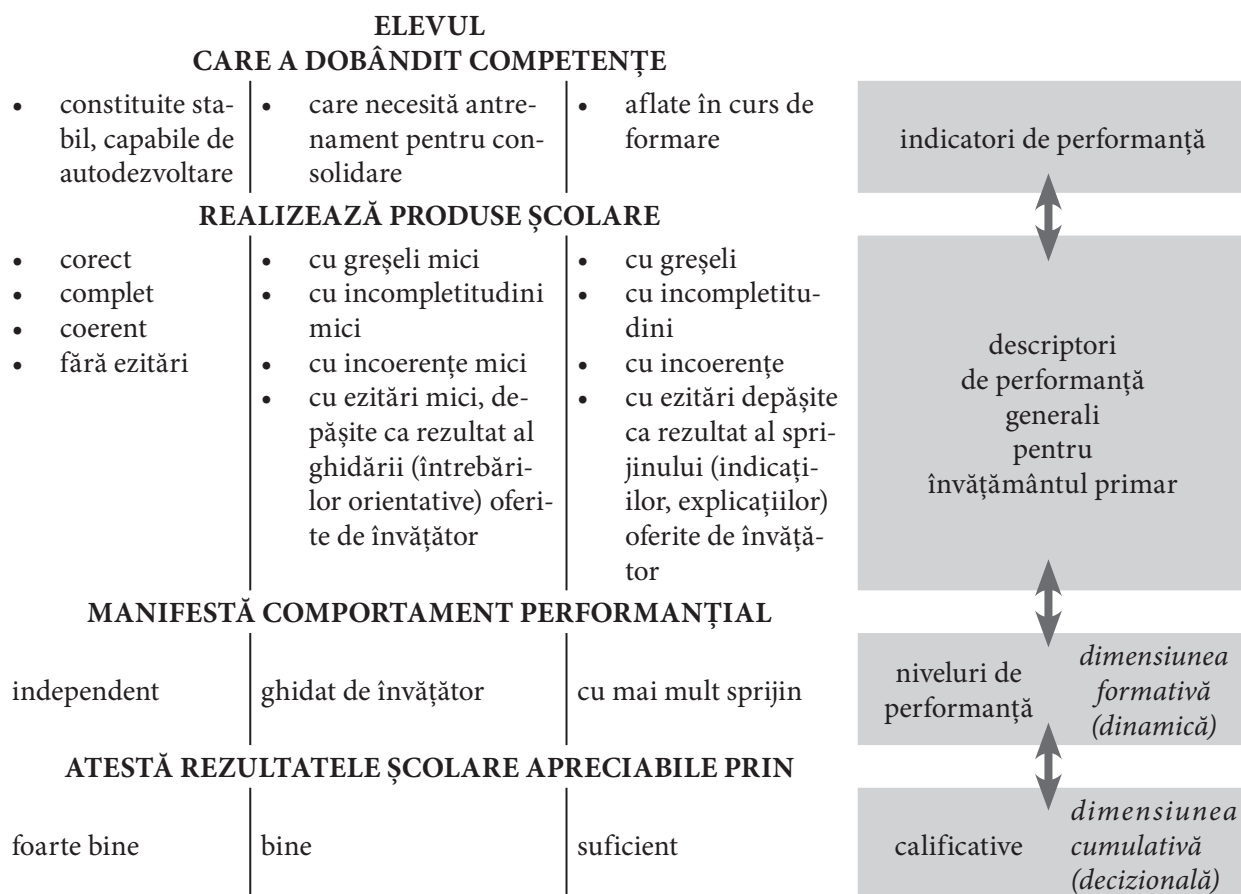 ELEVUL
CARE A DOBÂNDIT COMPETENȚE
• constituite sta-
bil, capabile de
autodezvoltare
• care necesită antre-
nament pentru con-
solidare
• aflate în curs de
formare
indicatori de performanță
REALIZEAZĂ PRODUSE ȘCOLARE
• corect
• complet
• coerent
• fără ezitări
• cu greșeli mici
• cu incompletitudini
mici
• cu incoerențe mici
• cu ezitări mici, de-
pășite ca rezultat al
ghidării (întrebări-
lor orientative) oferi-
te de învățător
• cu greșeli
• cu incompletitu-
dini
• cu incoerențe
• cu ezitări depășite
ca rezultat al spri-
jinului (indicați-
ilor, explicațiilor)
oferite de învăță-
tor
descriptori
de performanță
generali
pentru
învățământul primar
MANIFESTĂ COMPORTAMENT PERFORMANȚIAL
independent
ghidat de învățător
cu mai mult sprijin
niveluri de
performanță
dimensiunea
formativă
(dinamică)
ATESTĂ REZULTATELE ȘCOLARE APRECIABILE PRIN
foarte bine
bine
suficient
calificative
dimensiunea
cumulativă
(decizională)